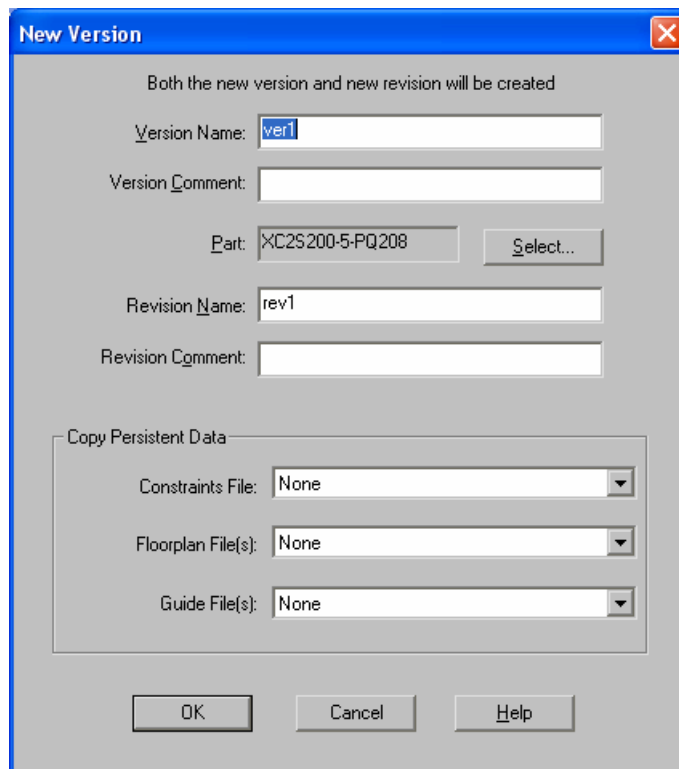 New Version
Both the new version and new revision will be created
Version Name: ver1
Version Comment:
Part: XC2S200-5-PQ208 Select...
Revision Name: rev1
Revision Comment:
Copy Persistent Data
Constraints File: None
Floorplan File(s): None
Guide File(s): None
OK Cancel Help